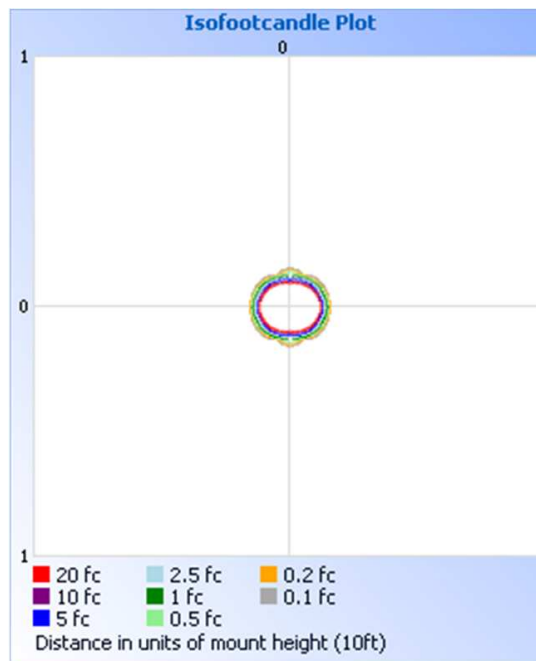 Isofootcandle Plot
0
1
0
1
20 fc 2.5 fc 0.2 fc
10 fc 1 fc 0.1 fc
5 fc 0.5 fc
Distance in units of mount height (10ft)